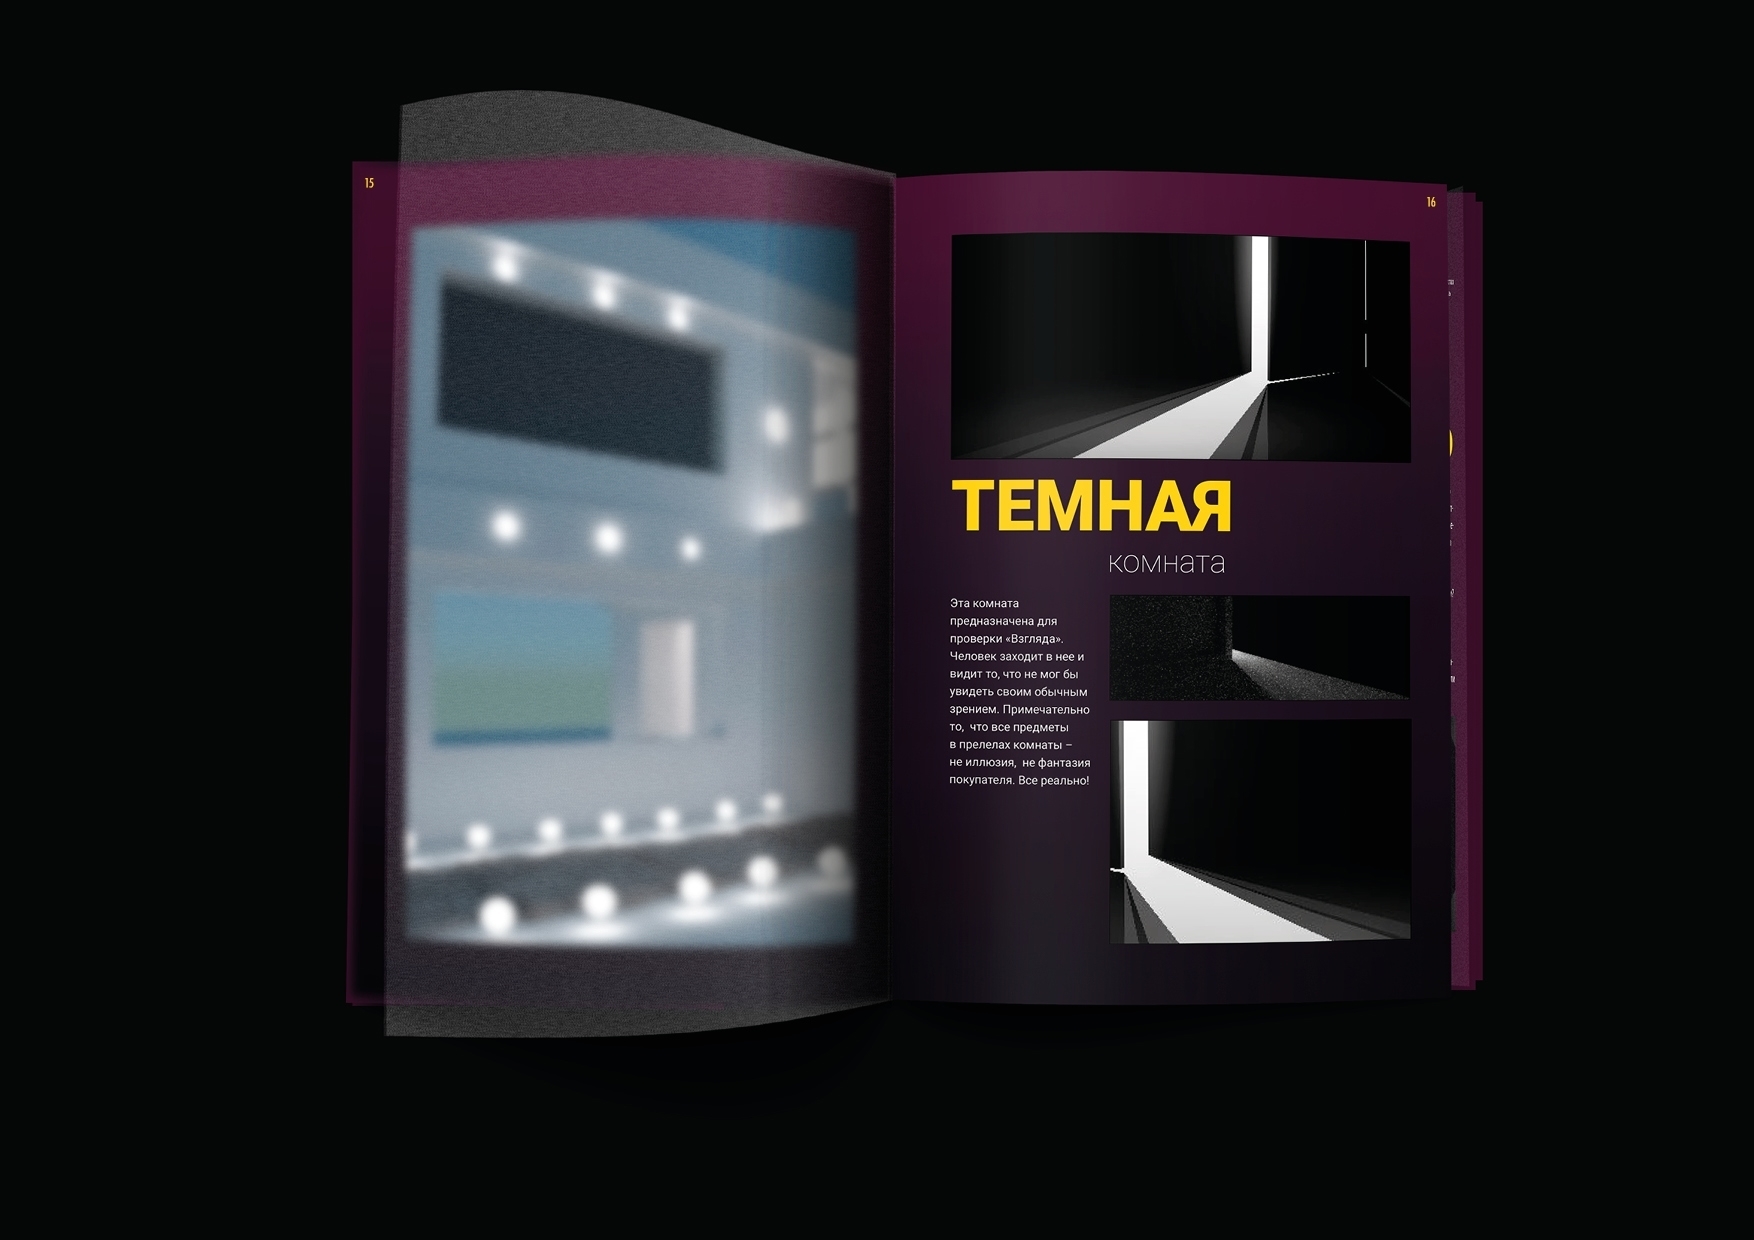 15
16
ТЕМНАЯ
комната
Эта комната
предназначена для
проверки «Взгляда».
Человек заходит в нее и
видит то, что не мог бы
увидеть своим обычным
зрением. Примечательно
то, что все предметы
в прелелах комнаты –
не иллюзия, не фантазия
покупателя. Все реально!